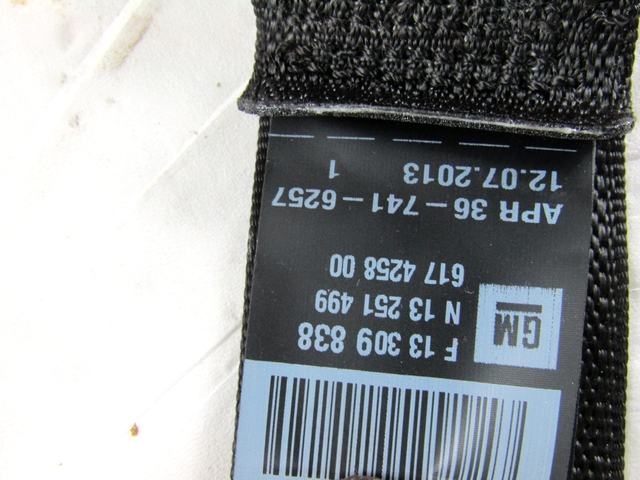 GM
F 13 309 838
N 13 251 499
617 4258 00
APR 36-741-6257
12.07.2013 1